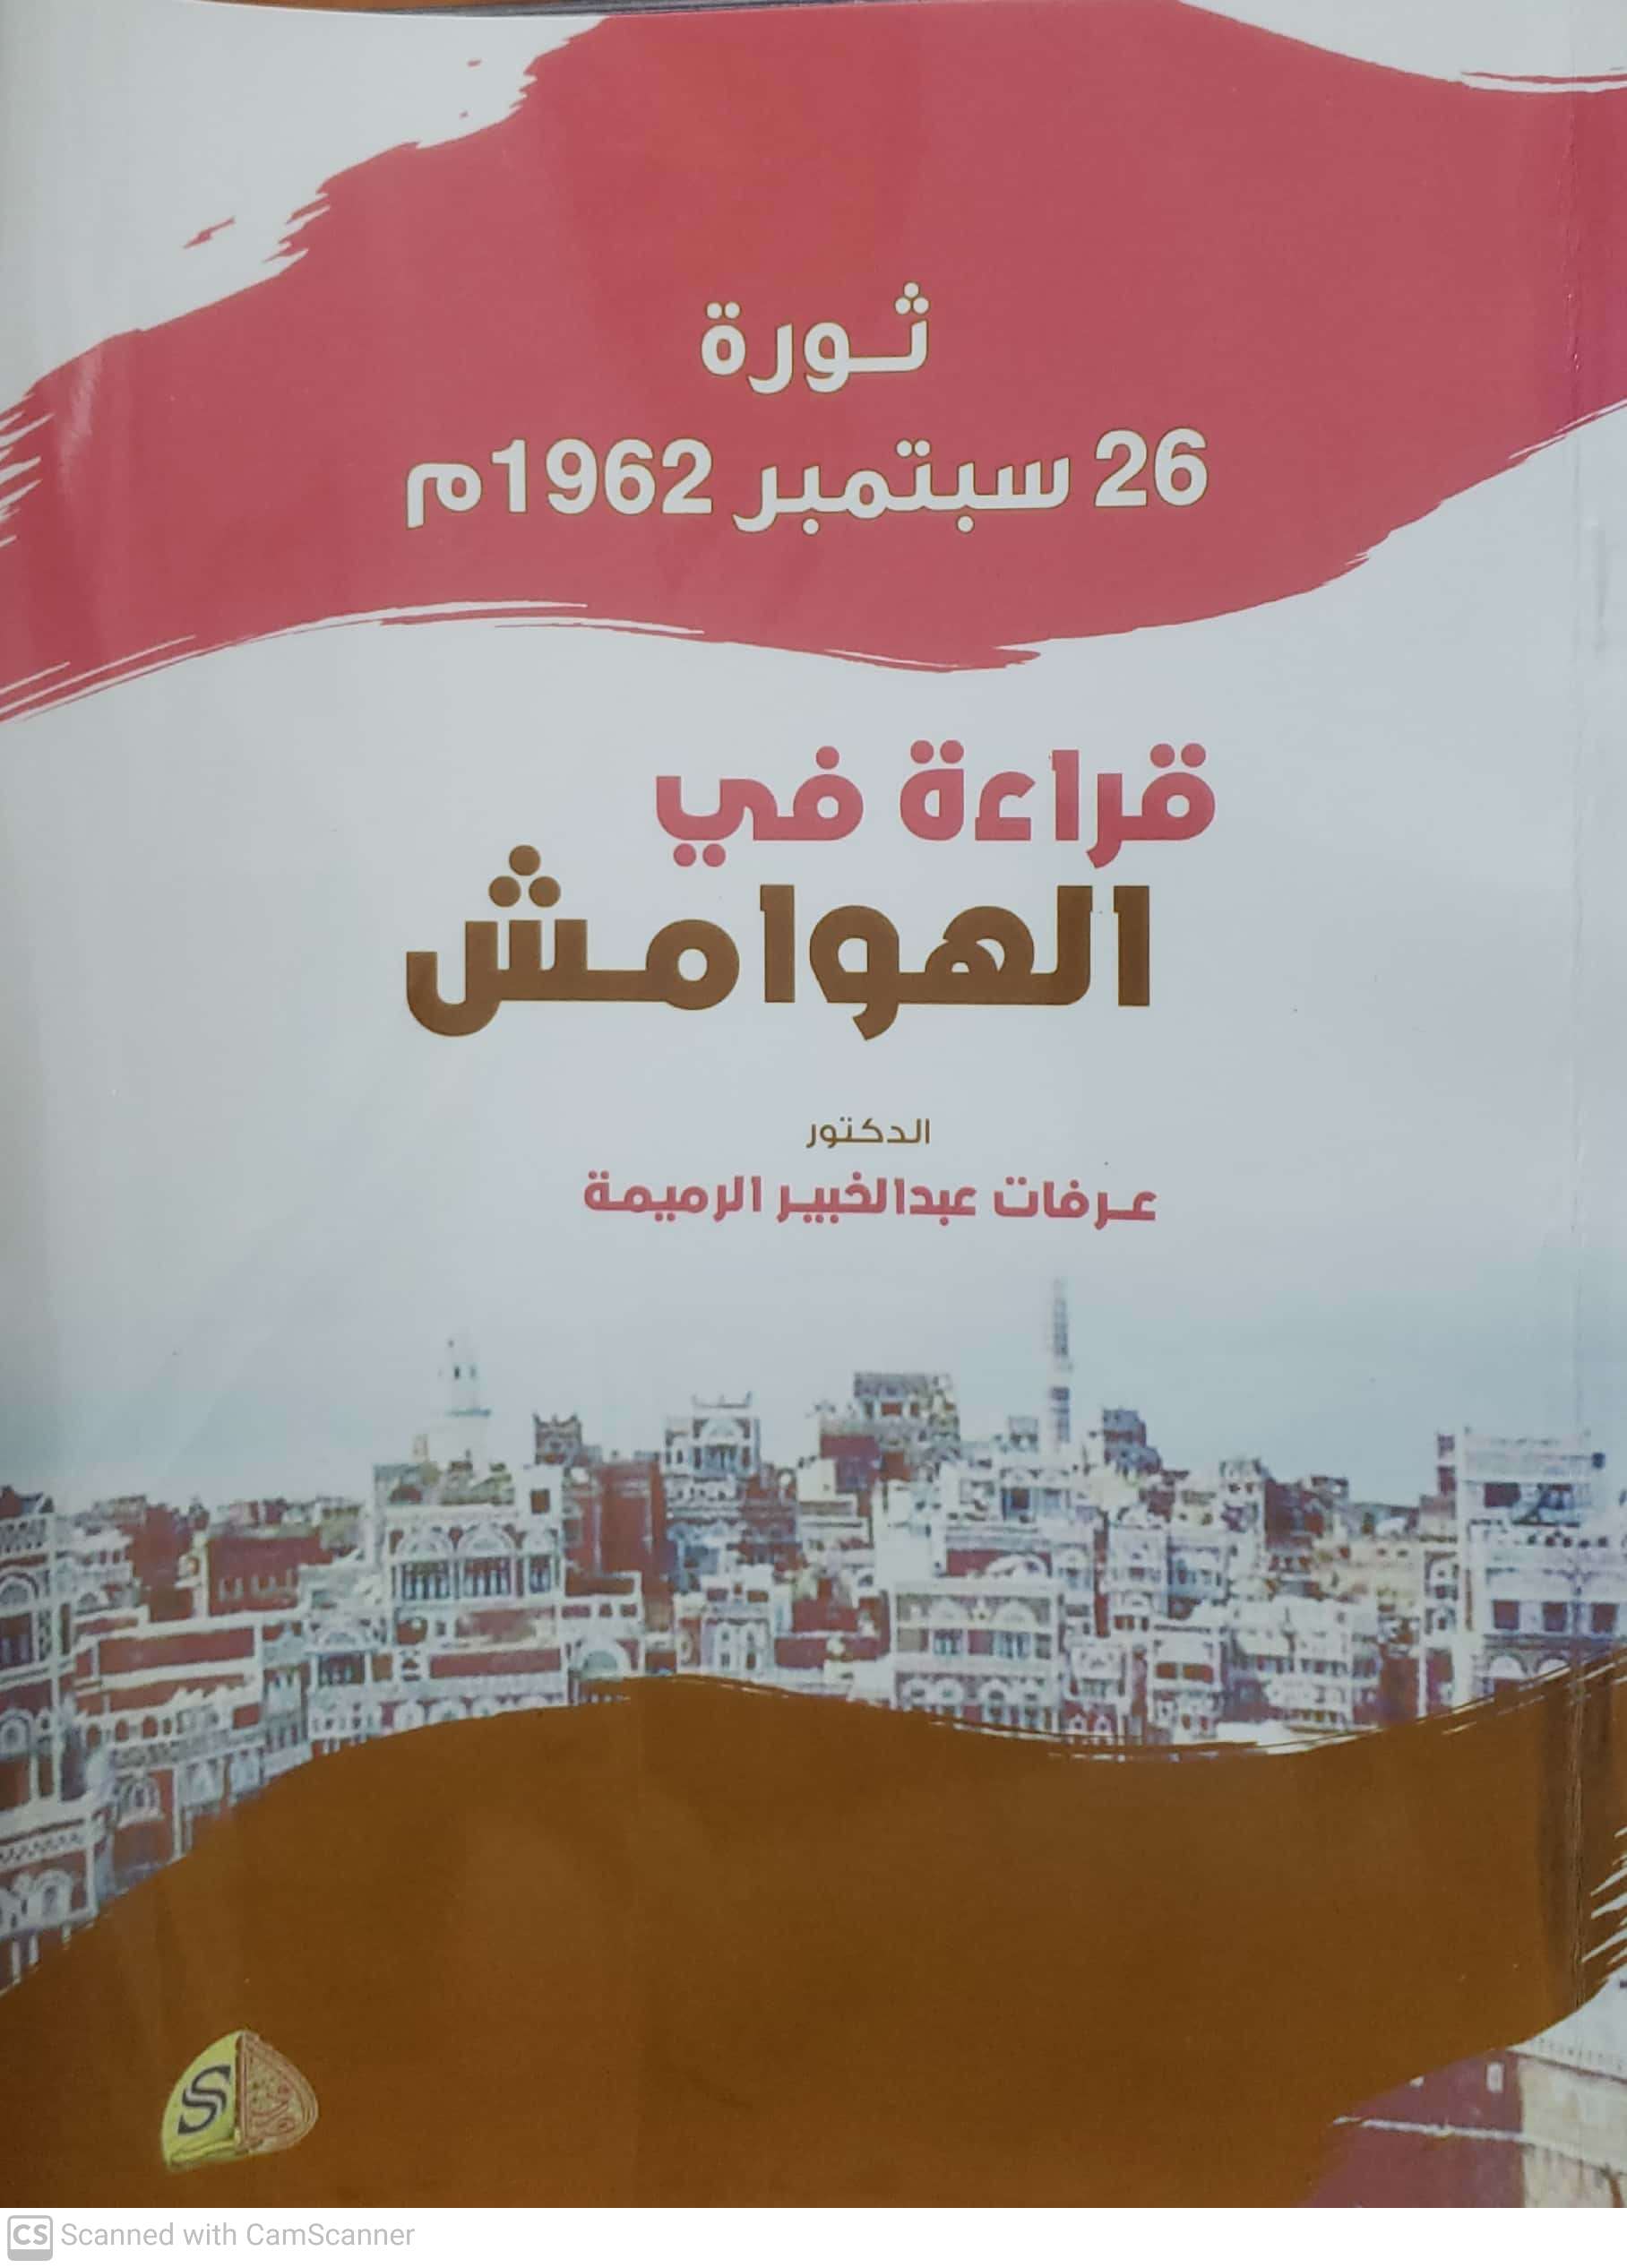 ثورة
26 سبتمبر 1962م
قراءة في
الهوامش
الدكتور
عرفات عبدالخبير الرميمة
S
CS Scanned with CamScanner